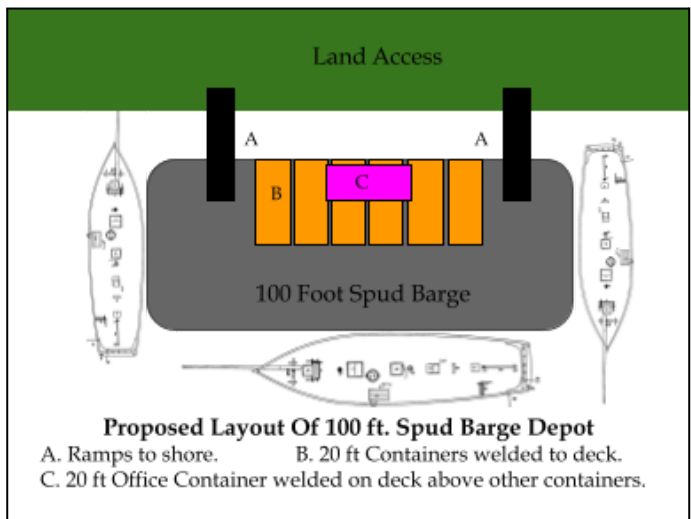 Land Access
A A
B
C
100 Foot Spud Barge
Proposed Layout Of 100 ft. Spud Barge Depot
A. Ramps to shore. B. 20 ft Containers welded to deck.
C. 20 ft Office Container welded on deck above other containers.